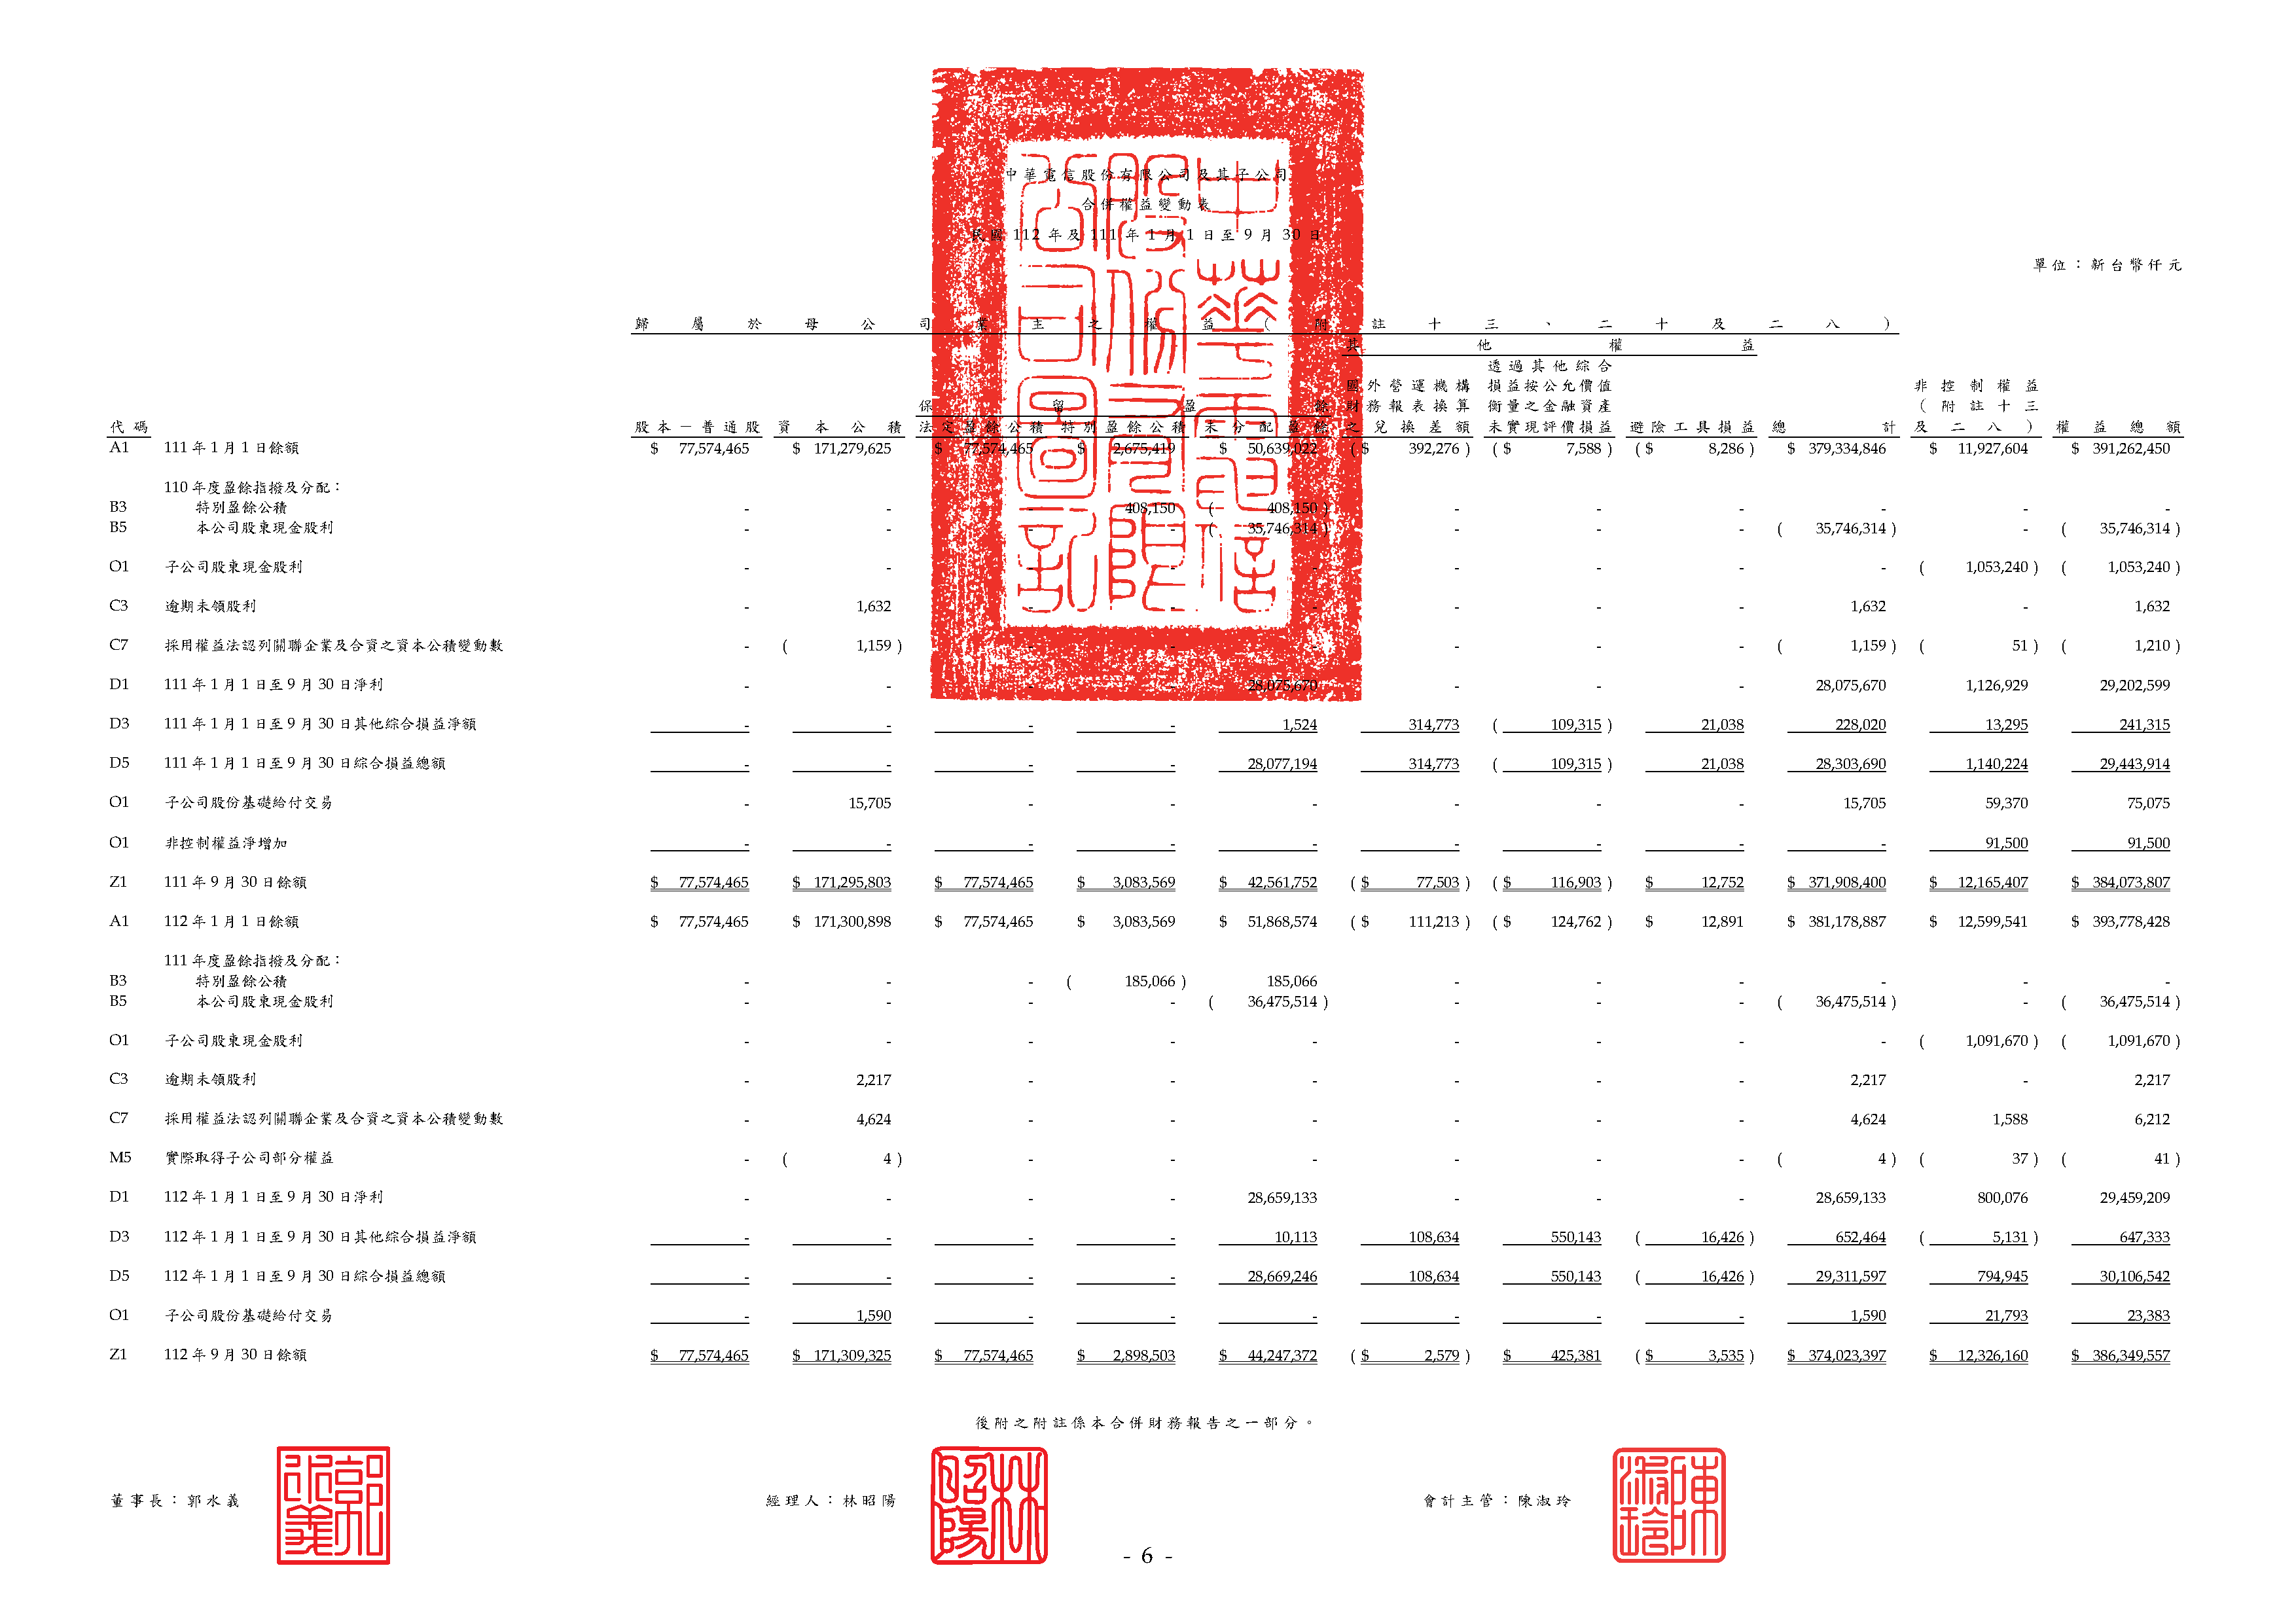 中華電信股份有限公司及其子公司
合併權益變動表
民國 112 年及 111 年 1 月 1 日至 9 月 30 日
單位：新台幣仟元
歸屬於母公司業主之權益（附註十三、二十及二八）
其他權益
透過其他綜合
國外營運機構 損益按公允價值 非控制權益
保留盈餘 財務報表換算 衡量之金融資產 （附註十三
代碼 股本－普通股 資本公積 法定盈餘公積 特別盈餘公積 未分配盈餘 之兌換差額 未實現評價損益 避險工具損益 總計 及二八） 權益總額
A1 111 年 1 月 1 日餘額 $ 77,574,465 $ 171,279,625 $ 77,574,465 $ 2,675,419 $ 50,639,022 ( $ 392,276 ) ( $ 7,588 ) ( $ 8,286 ) $ 379,334,846 $ 11,927,604 $ 391,262,450
110 年度盈餘指撥及分配：
B3 特別盈餘公積 - - - 408,150 ( 408,150 ) - - - - - -
B5 本公司股東現金股利 - - - - ( 35,746,314 ) - - - ( 35,746,314 ) - ( 35,746,314 )
O1 子公司股東現金股利 - - - - - - - - - ( 1,053,240 ) ( 1,053,240 )
C3 逾期未領股利 - 1,632 - - - - - - 1,632 - 1,632
C7 採用權益法認列關聯企業及合資之資本公積變動數 - ( 1,159 ) - - - - - - ( 1,159 ) ( 51 ) ( 1,210 )
D1 111 年 1 月 1 日至 9 月 30 日淨利 - - - - 28,075,670 - - - 28,075,670 1,126,929 29,202,599
D3 111 年 1 月 1 日至 9 月 30 日其他綜合損益淨額 - - - - 1,524 314,773 ( 109,315 ) 21,038 228,020 13,295 241,315
D5 111 年 1 月 1 日至 9 月 30 日綜合損益總額 - - - - 28,077,194 314,773 ( 109,315 ) 21,038 28,303,690 1,140,224 29,443,914
O1 子公司股份基礎給付交易 - 15,705 - - - - - - 15,705 59,370 75,075
O1 非控制權益淨增加 - - - - - - - - - 91,500 91,500
Z1 111 年 9 月 30 日餘額 $ 77,574,465 $ 171,295,803 $ 77,574,465 $ 3,083,569 $ 42,561,752 ( $ 77,503 ) ( $ 116,903 ) $ 12,752 $ 371,908,400 $ 12,165,407 $ 384,073,807
A1 112 年 1 月 1 日餘額 $ 77,574,465 $ 171,300,898 $ 77,574,465 $ 3,083,569 $ 51,868,574 ( $ 111,213 ) ( $ 124,762 ) $ 12,891 $ 381,178,887 $ 12,599,541 $ 393,778,428
111 年度盈餘指撥及分配：
B3 特別盈餘公積 - - - ( 185,066 ) 185,066 - - - - - -
B5 本公司股東現金股利 - - - - ( 36,475,514 ) - - - ( 36,475,514 ) - ( 36,475,514 )
O1 子公司股東現金股利 - - - - - - - - - ( 1,091,670 ) ( 1,091,670 )
C3 逾期未領股利 - 2,217 - - - - - - 2,217 - 2,217
C7 採用權益法認列關聯企業及合資之資本公積變動數 - 4,624 - - - - - - 4,624 1,588 6,212
M5 實際取得子公司部分權益 - ( 4 ) - - - - - - ( 4 ) ( 37 ) ( 41 )
D1 112 年 1 月 1 日至 9 月 30 日淨利 - - - - 28,659,133 - - - 28,659,133 800,076 29,459,209
D3 112 年 1 月 1 日至 9 月 30 日其他綜合損益淨額 - - - - 10,113 108,634 550,143 ( 16,426 ) 652,464 ( 5,131 ) 647,333
D5 112 年 1 月 1 日至 9 月 30 日綜合損益總額 - - - - 28,669,246 108,634 550,143 ( 16,426 ) 29,311,597 794,945 30,106,542
O1 子公司股份基礎給付交易 - 1,590 - - - - - - 1,590 21,793 23,383
Z1 112 年 9 月 30 日餘額 $ 77,574,465 $ 171,309,325 $ 77,574,465 $ 2,898,503 $ 44,247,372 ( $ 2,579 ) $ 425,381 ( $ 3,535 ) $ 374,023,397 $ 12,326,160 $ 386,349,557
後附之附註係本合併財務報告之一部分。
董事長：郭水義 經理人：林昭陽 會計主管：陳淑玲
- 6 -